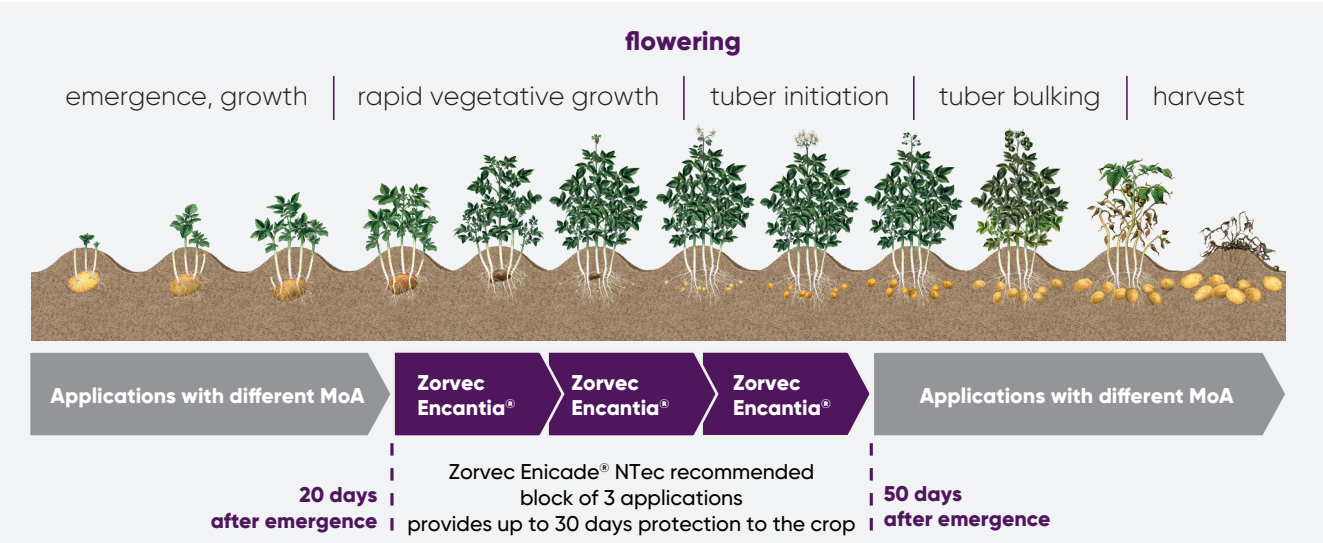 flowering
emergence, growth
rapid vegetative growth
tuber initiation
tuber bulking
harvest
Applications with different MoA
Zorvec
Encantia®
Zorvec
Encantia®
Zorvec
Encantia®
Applications with different MoA
20 days
after emergence
Zorvec Enicade® NTec recommended
block of 3 applications
provides up to 30 days protection to the crop
50 days
after emergence